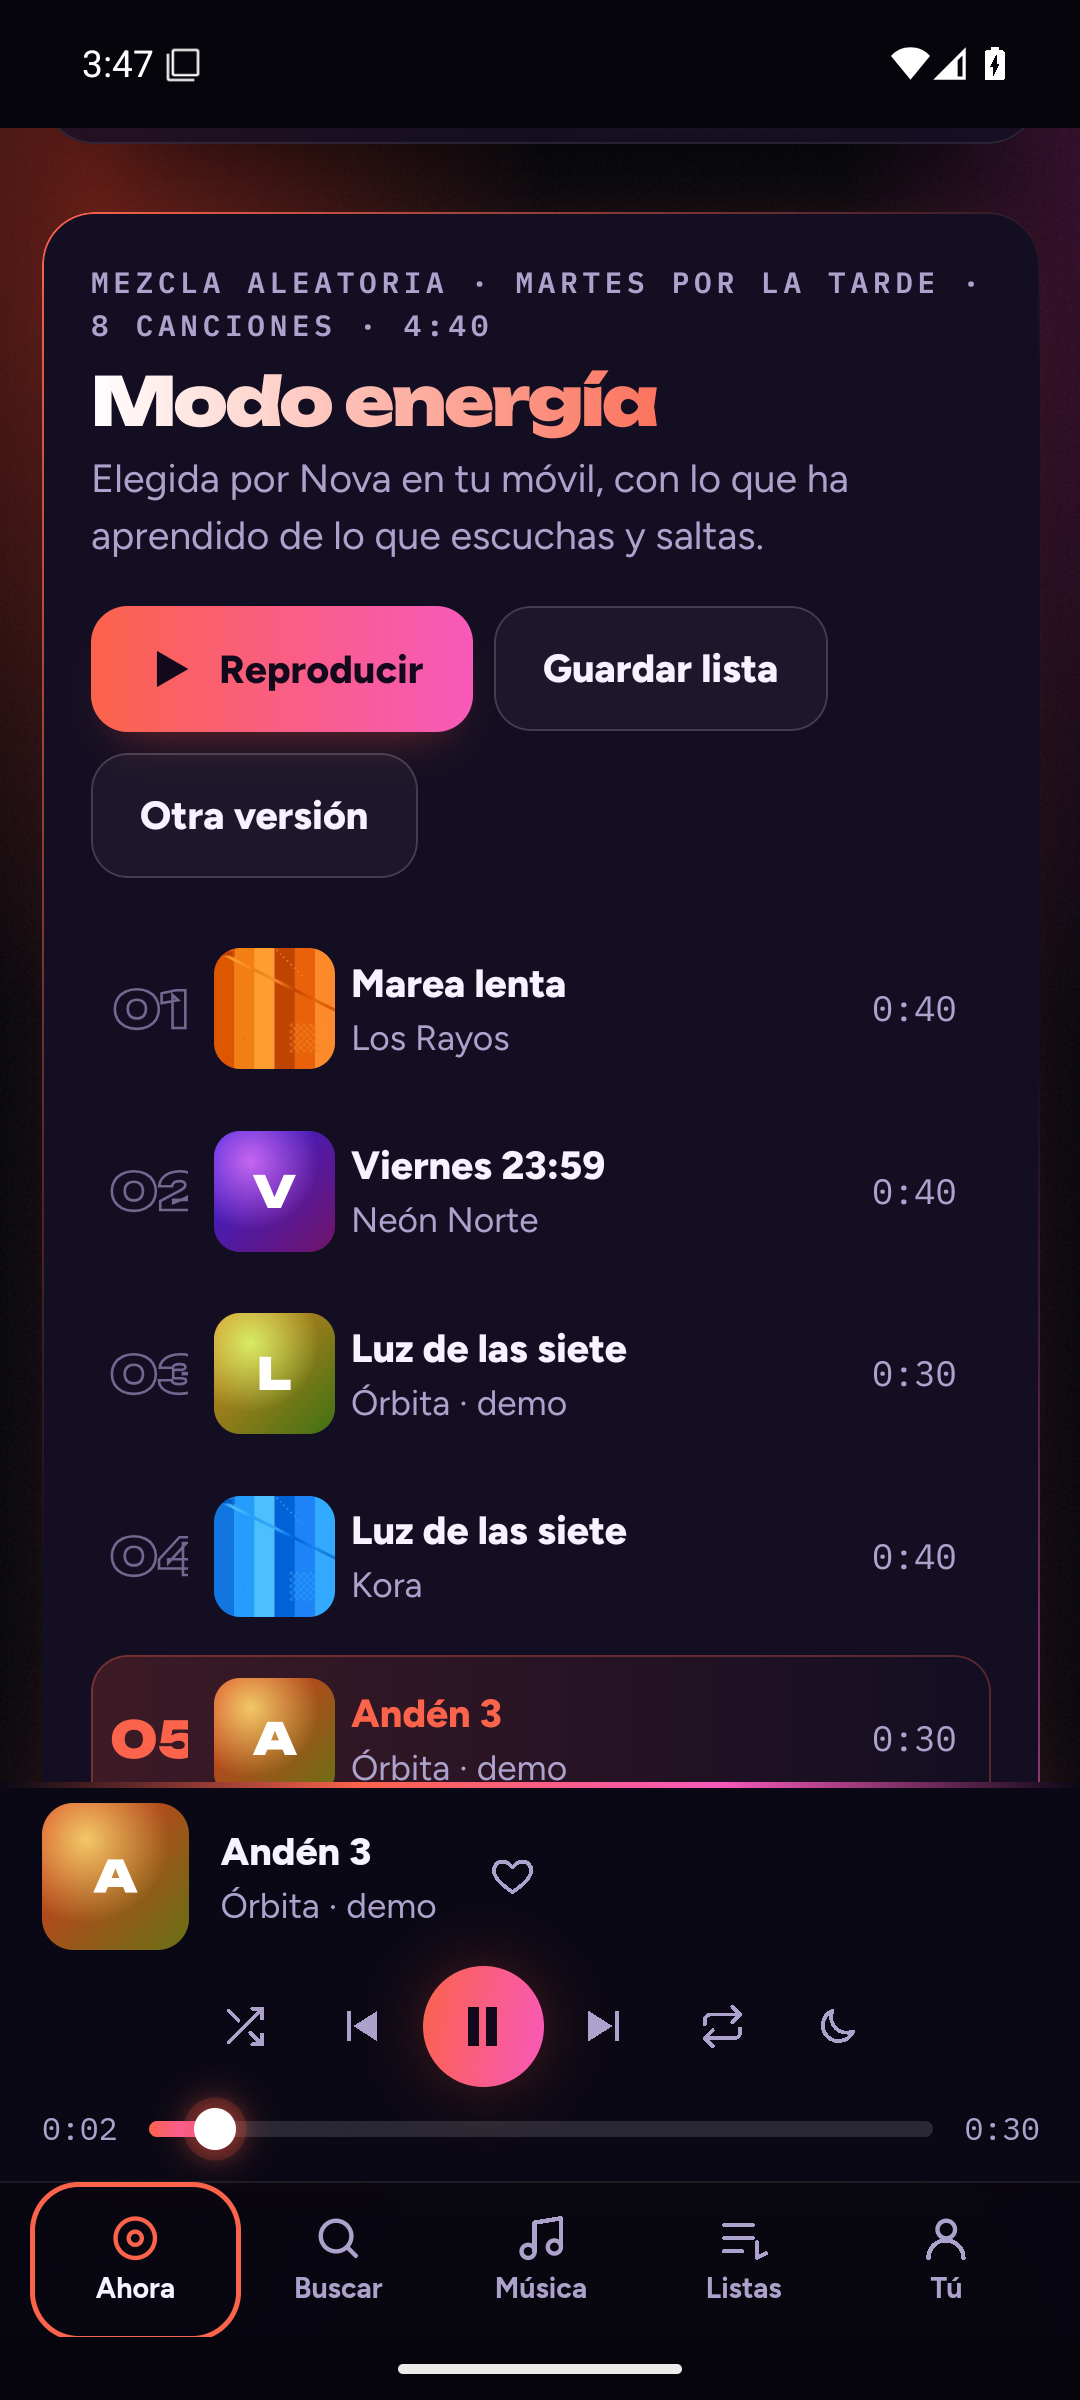 3:47
MEZCLA ALEATORIA · MARTES POR LA TARDE ·
8 CANCIONES · 4:40
Modo energía
Elegida por Nova en tu móvil, con lo que ha
aprendido de lo que escuchas y saltas.
Reproducir
Guardar lista
Otra versión
01
Marea lenta
Los Rayos
0:40
02
V
Viernes 23:59
Neón Norte
0:40
03
L
Luz de las siete
Órbita · demo
0:30
04
Luz de las siete
Kora
0:40
05
A
Andén 3
Órbita · demo
0:30
A
Andén 3
Órbita · demo
0:02
0:30
Ahora
Buscar
Música
Listas
Tú